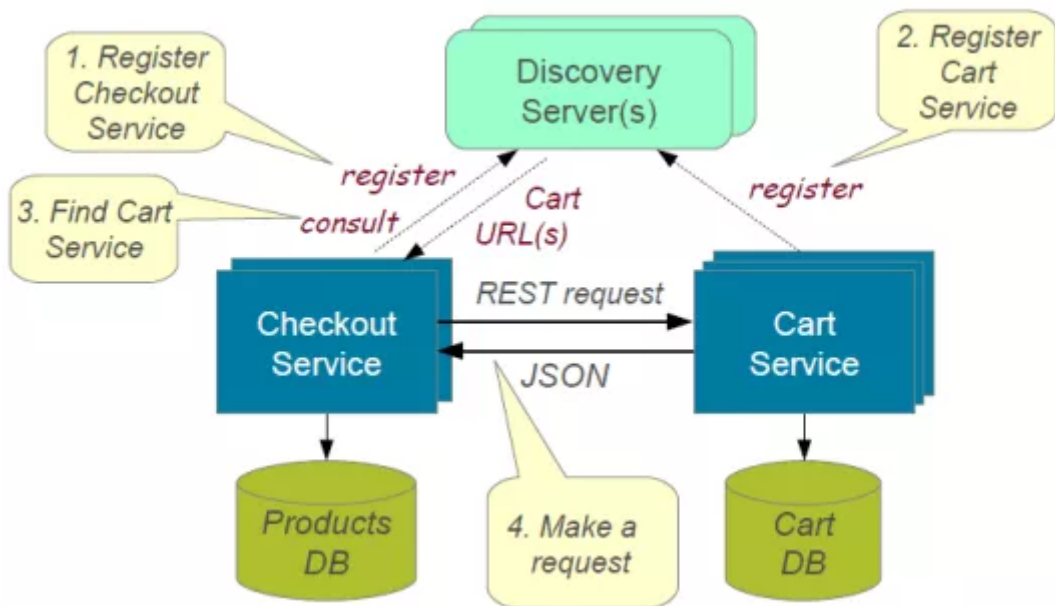 1. Register
Checkout
Service
Discovery
Server(s)
2. Register
Cart
Service
register
consult
Cart
URL(s)
register
3. Find Cart
Service
Checkout
Service
REST request
JSON
Cart
Service
Products
DB
4. Make a
request
Cart
DB